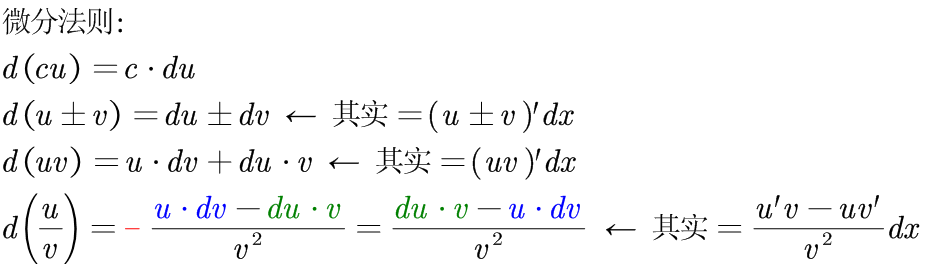 微分法则:
d(cu) = c · du
d(u ± v) = du ± dv ← 其实 = (u ± v)′dx
d(uv) = u · dv + du · v ← 其实 = (uv)′dx
d(u/v) = − (u · dv − du · v)/v² = (du · v − u · dv)/v² ← 其实 = (u′v − uv′)/v² dx